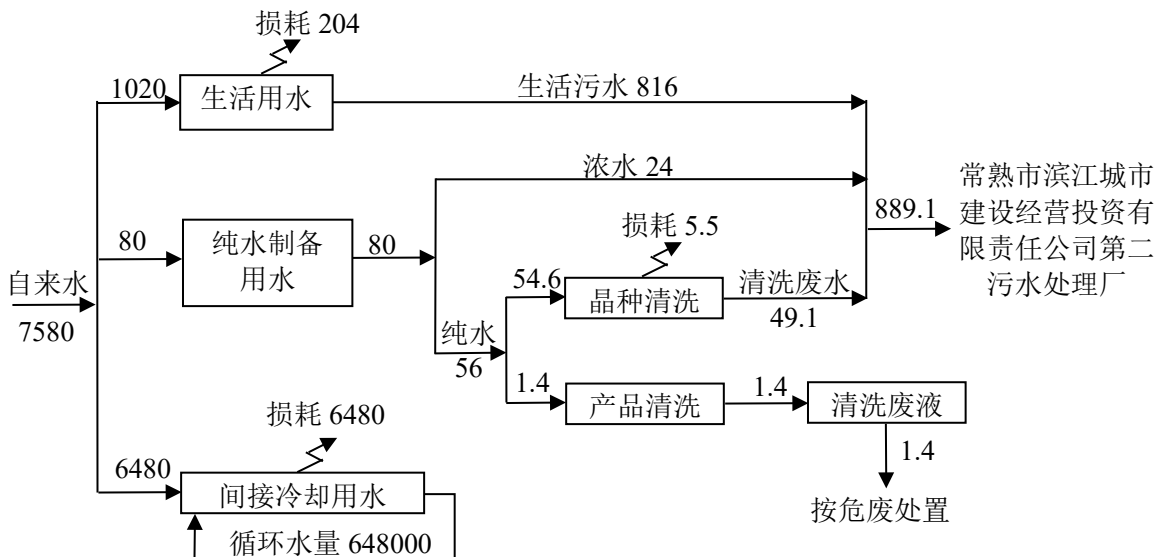 损耗 204
1020
生活用水
生活污水 816
浓水 24
常熟市滨江城市
建设经营投资有
限责任公司第二
污水处理厂
889.1
80
纯水制备
用水
80
损耗 5.5
自来水
7580
54.6
晶种清洗
清洗废水
49.1
纯水
56
1.4
产品清洗
1.4
清洗废液
损耗 6480
1.4
6480
间接冷却用水
按危废处置
循环水量 648000